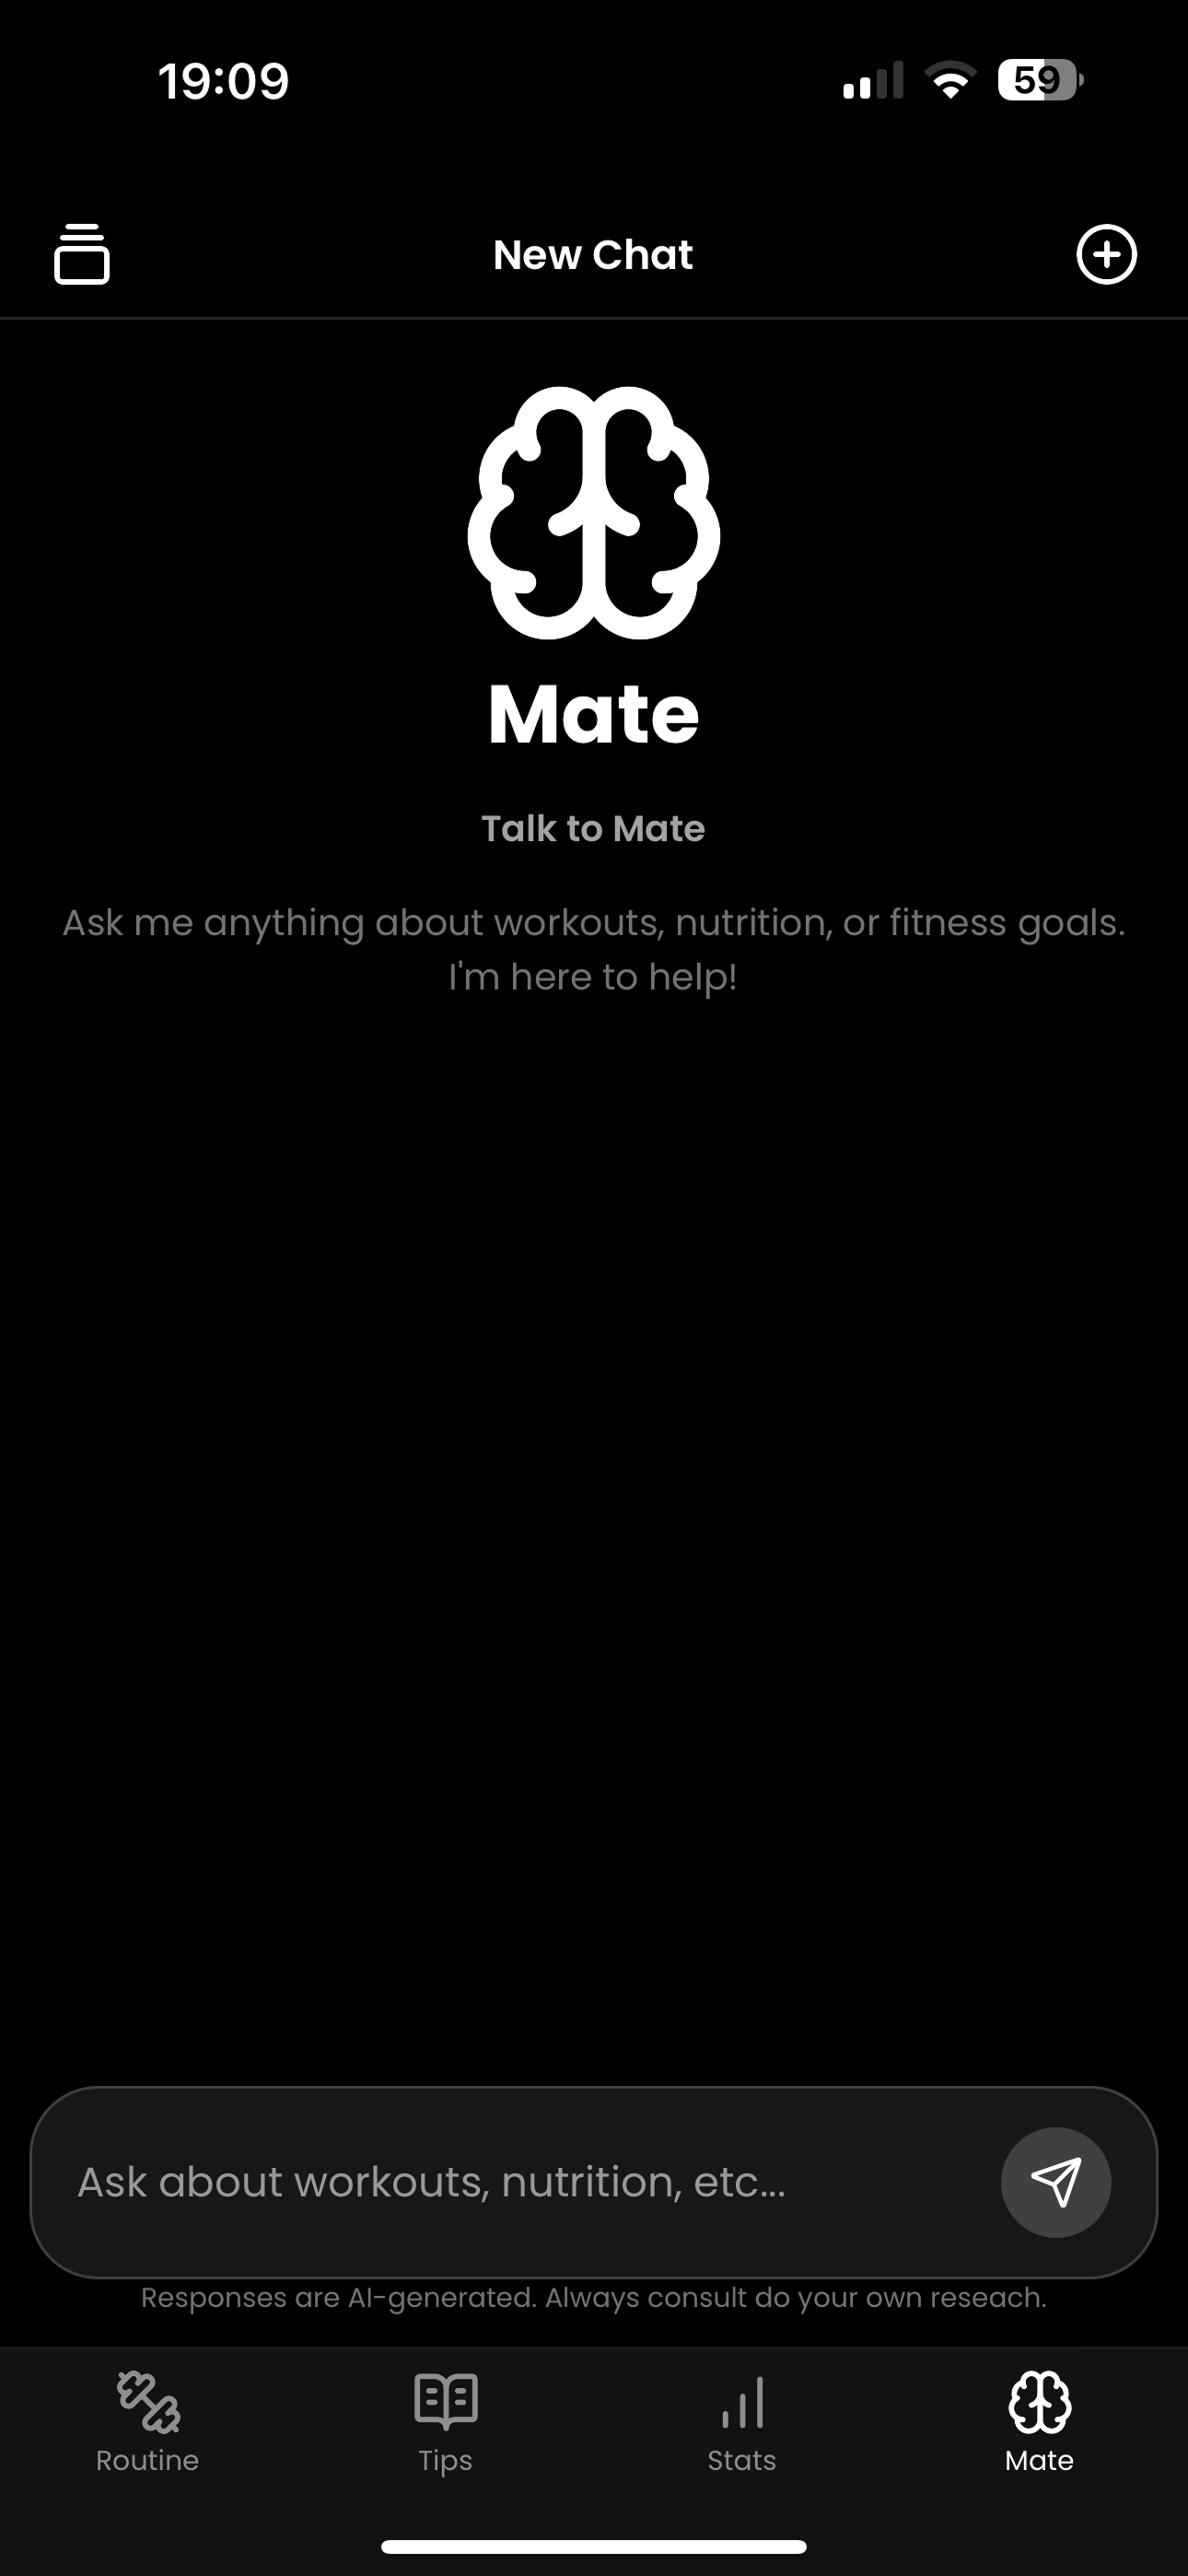 19:09
59
New Chat
Mate
Talk to Mate
Ask me anything about workouts, nutrition, or fitness goals.
I'm here to help!
Ask about workouts, nutrition, etc...
Responses are AI-generated. Always consult do your own reseach.
Routine
Tips
Stats
Mate